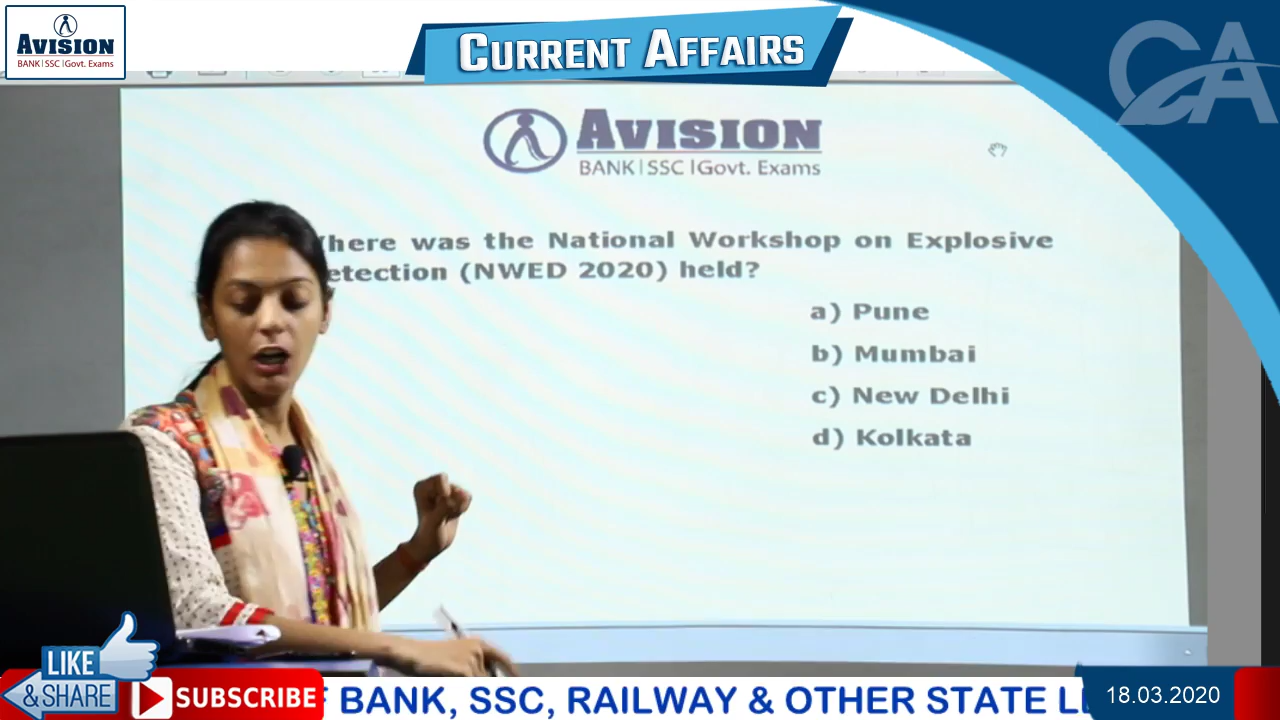 AVISION
BANK | SSC | Govt. Exams
CURRENT AFFAIRS
CA
AVISION
BANK | SSC | Govt. Exams
here was the National Workshop on Explosive
etection (NWED 2020) held?
a) Pune
b) Mumbai
c) New Delhi
d) Kolkata
LIKE
& SHARE
SUBSCRIBE
BANK, SSC, RAILWAY & OTHER STATE
18.03.2020